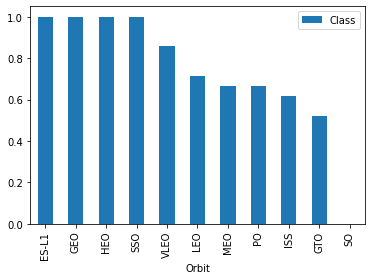 1.0
0.8
0.6
0.4
0.2
0.0
Class
ES-L1
GEO
HEO
SSO
VLEO
LEO
MEO
PO
ISS
GTO
SO
Orbit